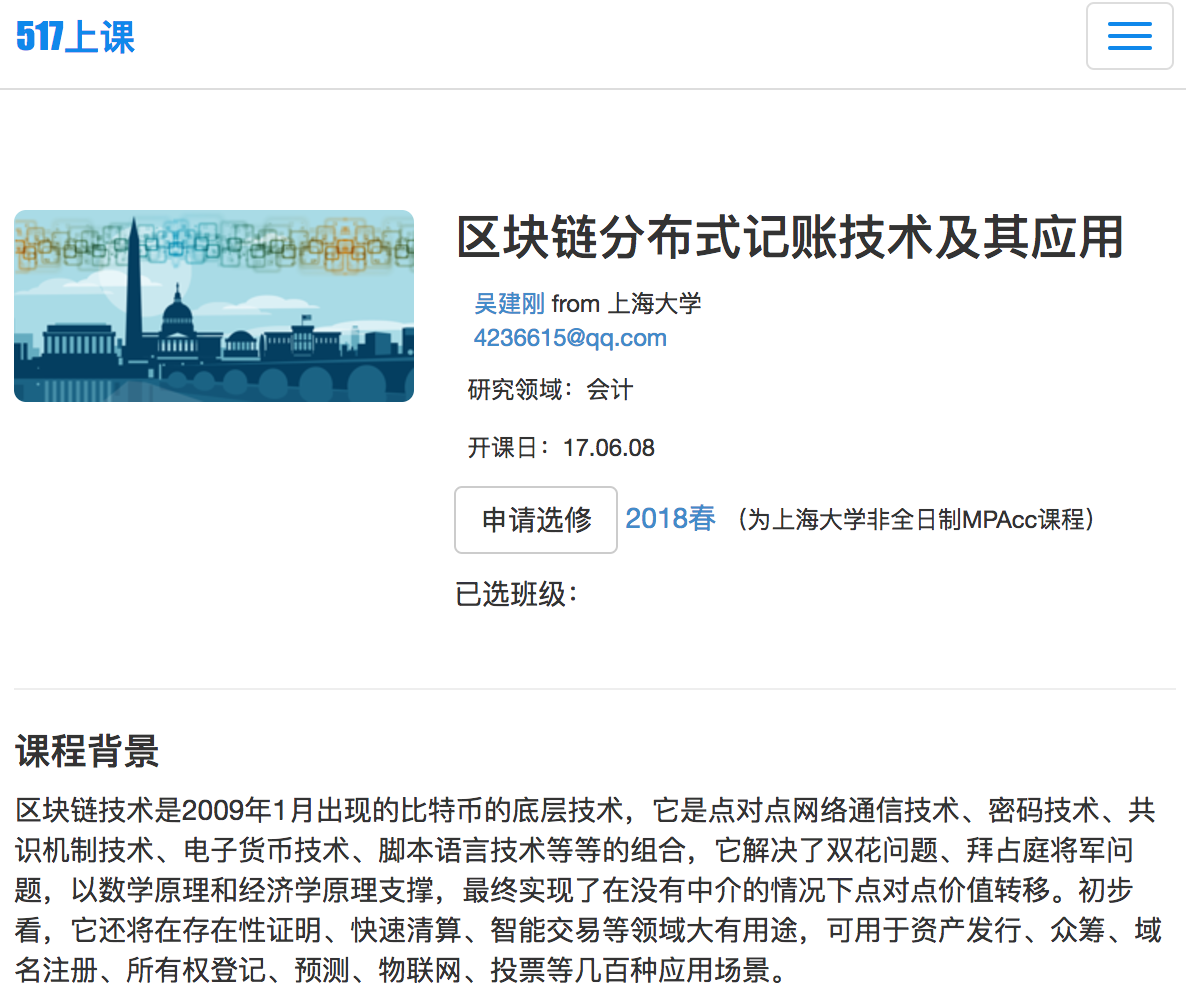 517上课
区块链分布式记账技术及其应用
吴建刚 from 上海大学
4236615@qq.com
研究领域：会计
开课日：17.06.08
申请选修 2018春 （为上海大学非全日制MPAcc课程）
已选班级：
课程背景
区块链技术是2009年1月出现的比特币的底层技术，它是点对点网络通信技术、密码技术、共
识机制技术、电子货币技术、脚本语言技术等等的组合，它解决了双花问题、拜占庭将军问
题，以数学原理和经济学原理支撑，最终实现了在没有中介的情况下点对点价值转移。初步
看，它还将在存在性证明、快速清算、智能交易等领域大有用途，可用于资产发行、众筹、域
名注册、所有权登记、预测、物联网、投票等几百种应用场景。